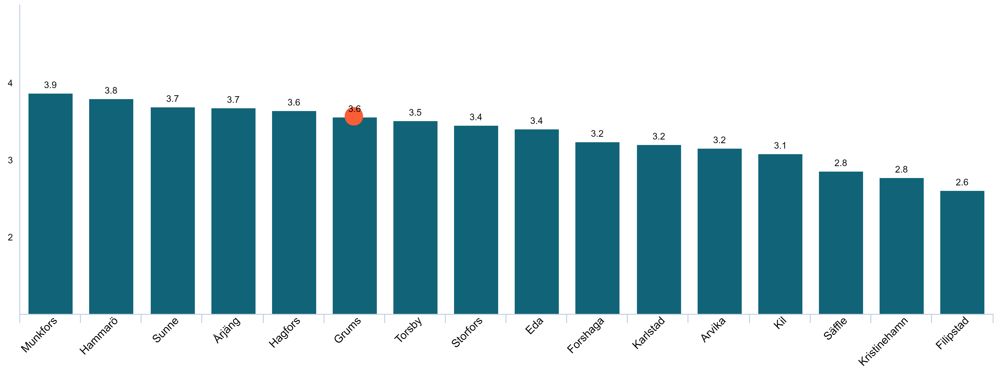 4
3
2
3.9
3.8
3.7
3.7
3.6
3.6
3.5
3.4
3.4
3.2
3.2
3.2
3.1
2.8
2.8
2.6
Munkfors
Hammarö
Sunne
Årjäng
Hagfors
Grums
Torsby
Storfors
Eda
Forshaga
Karlstad
Arvika
Kil
Säffle
Kristinehamn
Filipstad